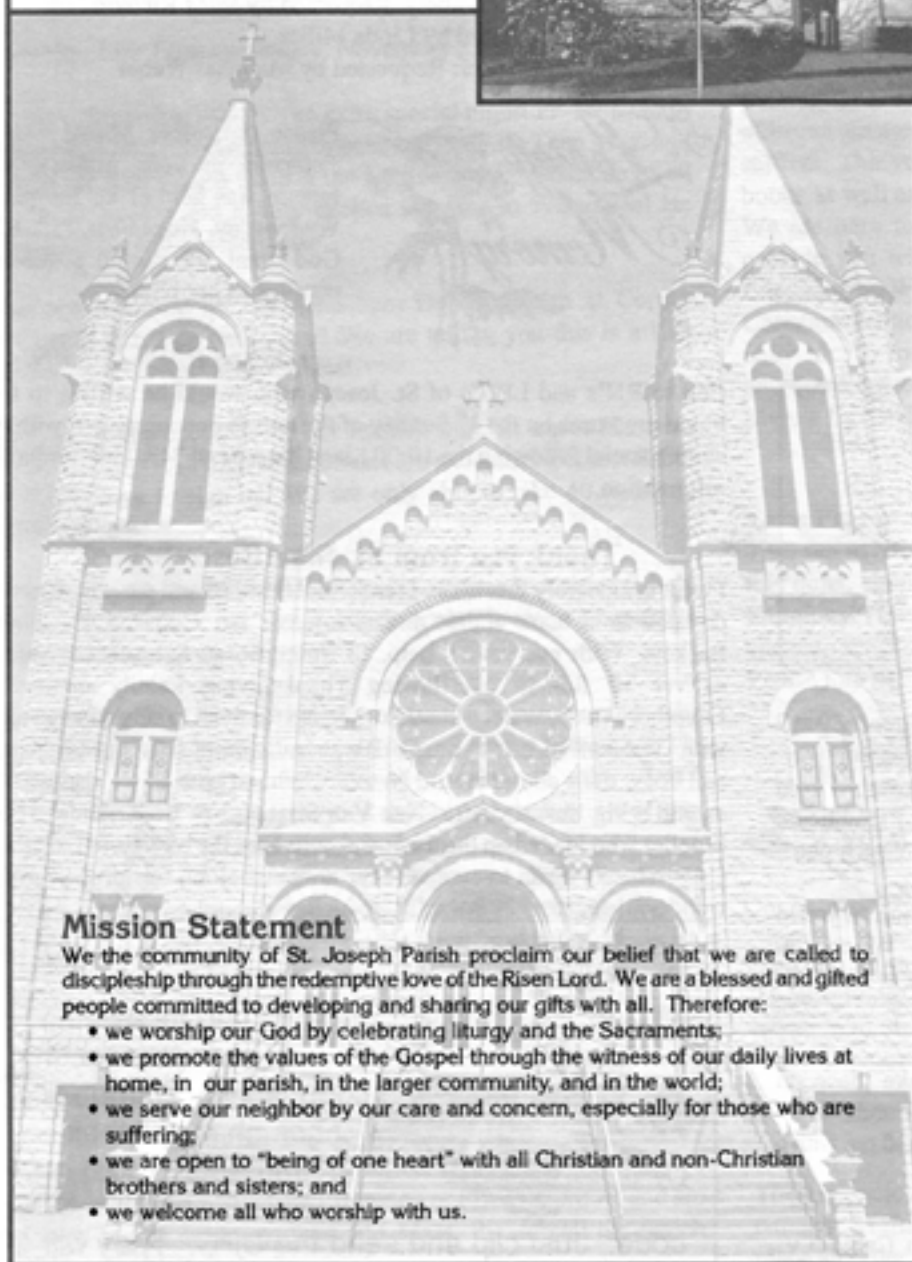 Requested by
Mission Statement
We the community of St. Joseph Parish proclaim our belief that we are called to
discipleship through the redemptive love of the Risen Lord. We are a blessed and gifted
people committed to developing and sharing our gifts with all. Therefore:
• we worship our God by celebrating liturgy and the Sacraments;
• we promote the values of the Gospel through the witness of our daily lives at
home, in our parish, in the larger community, and in the world;
• we serve our neighbor by our care and concern, especially for those who are
suffering;
• we are open to "being of one heart" with all Christian and non-Christian
brothers and sisters; and
• we welcome all who worship with us.